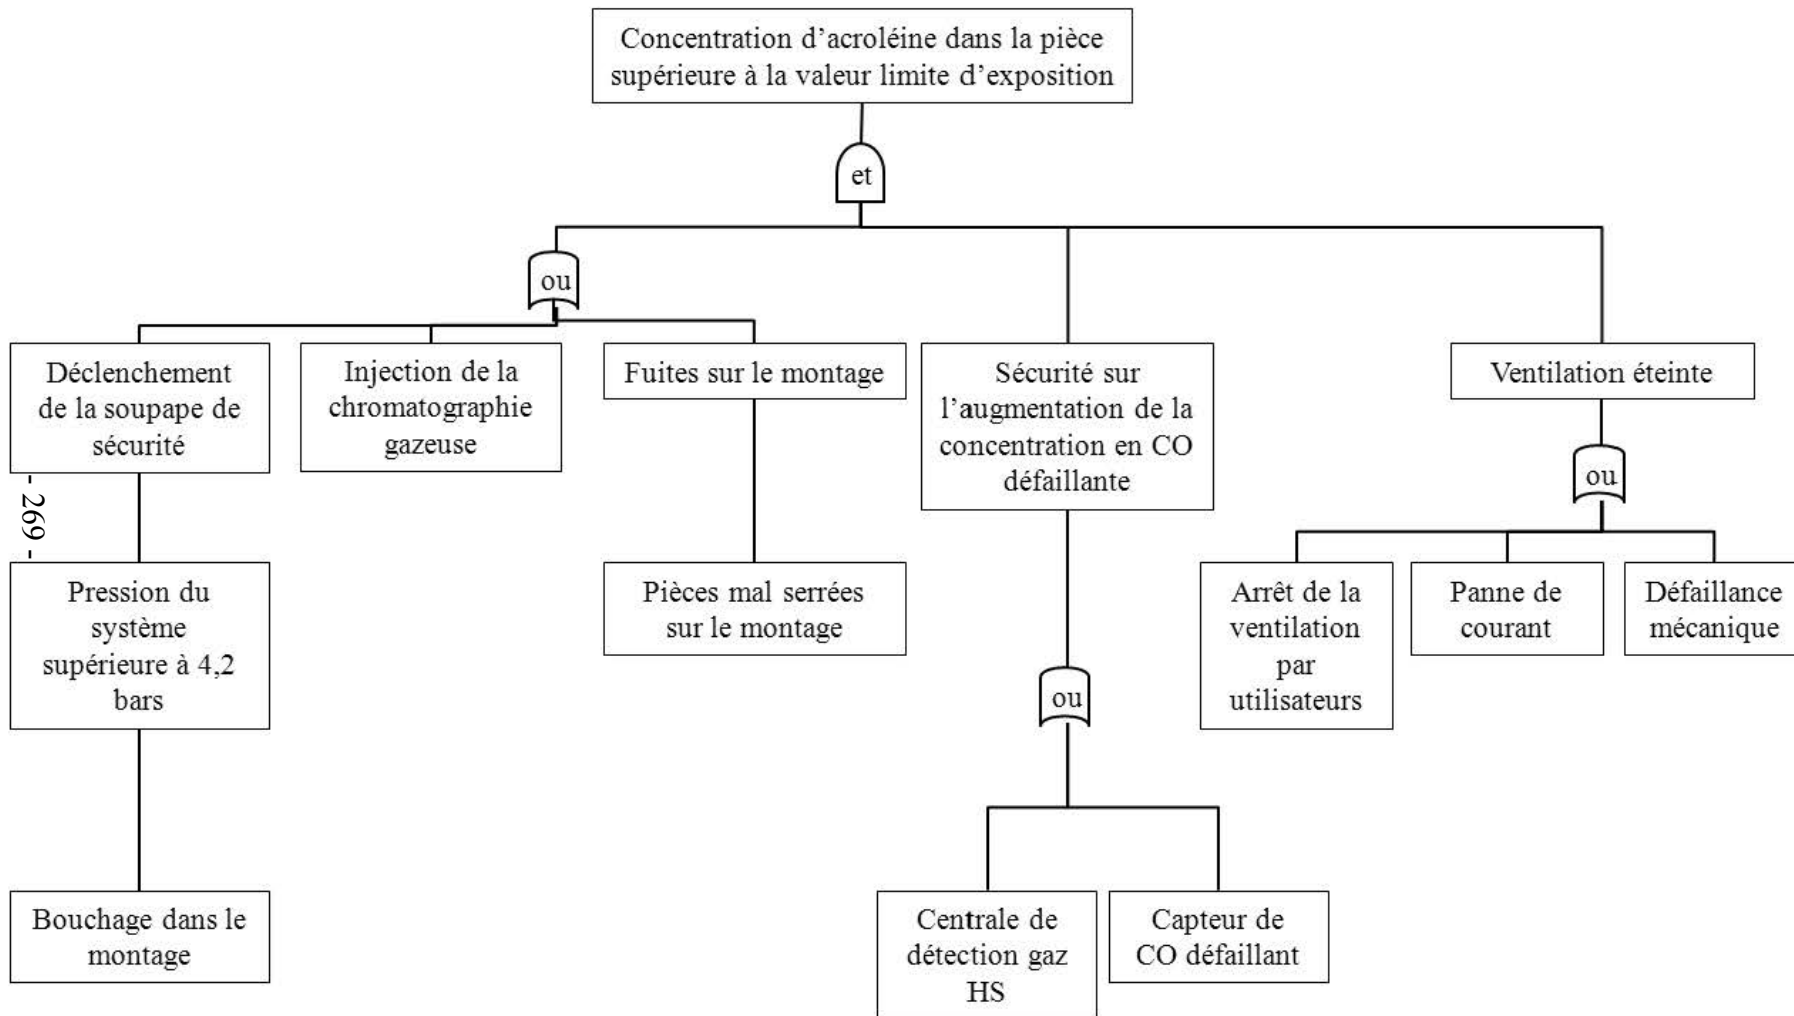 Concentration d’acroléine dans la pièce
supérieure à la valeur limite d’exposition
et
ou
Déclenchement
de la soupape de
sécurité
Injection de la
chromatographie
gazeuse
Fuites sur le montage
Sécurité sur
l’augmentation de la
concentration en CO
défaillante
Ventilation éteinte
ou
- 269 -
Pression du
système
supérieure à 4,2
bars
Pièces mal serrées
sur le montage
Arrêt de la
ventilation
par
utilisateurs
Panne de
courant
Défaillance
mécanique
ou
Bouchage dans le
montage
Centrale de
détection gaz
HS
Capteur de
CO défaillant